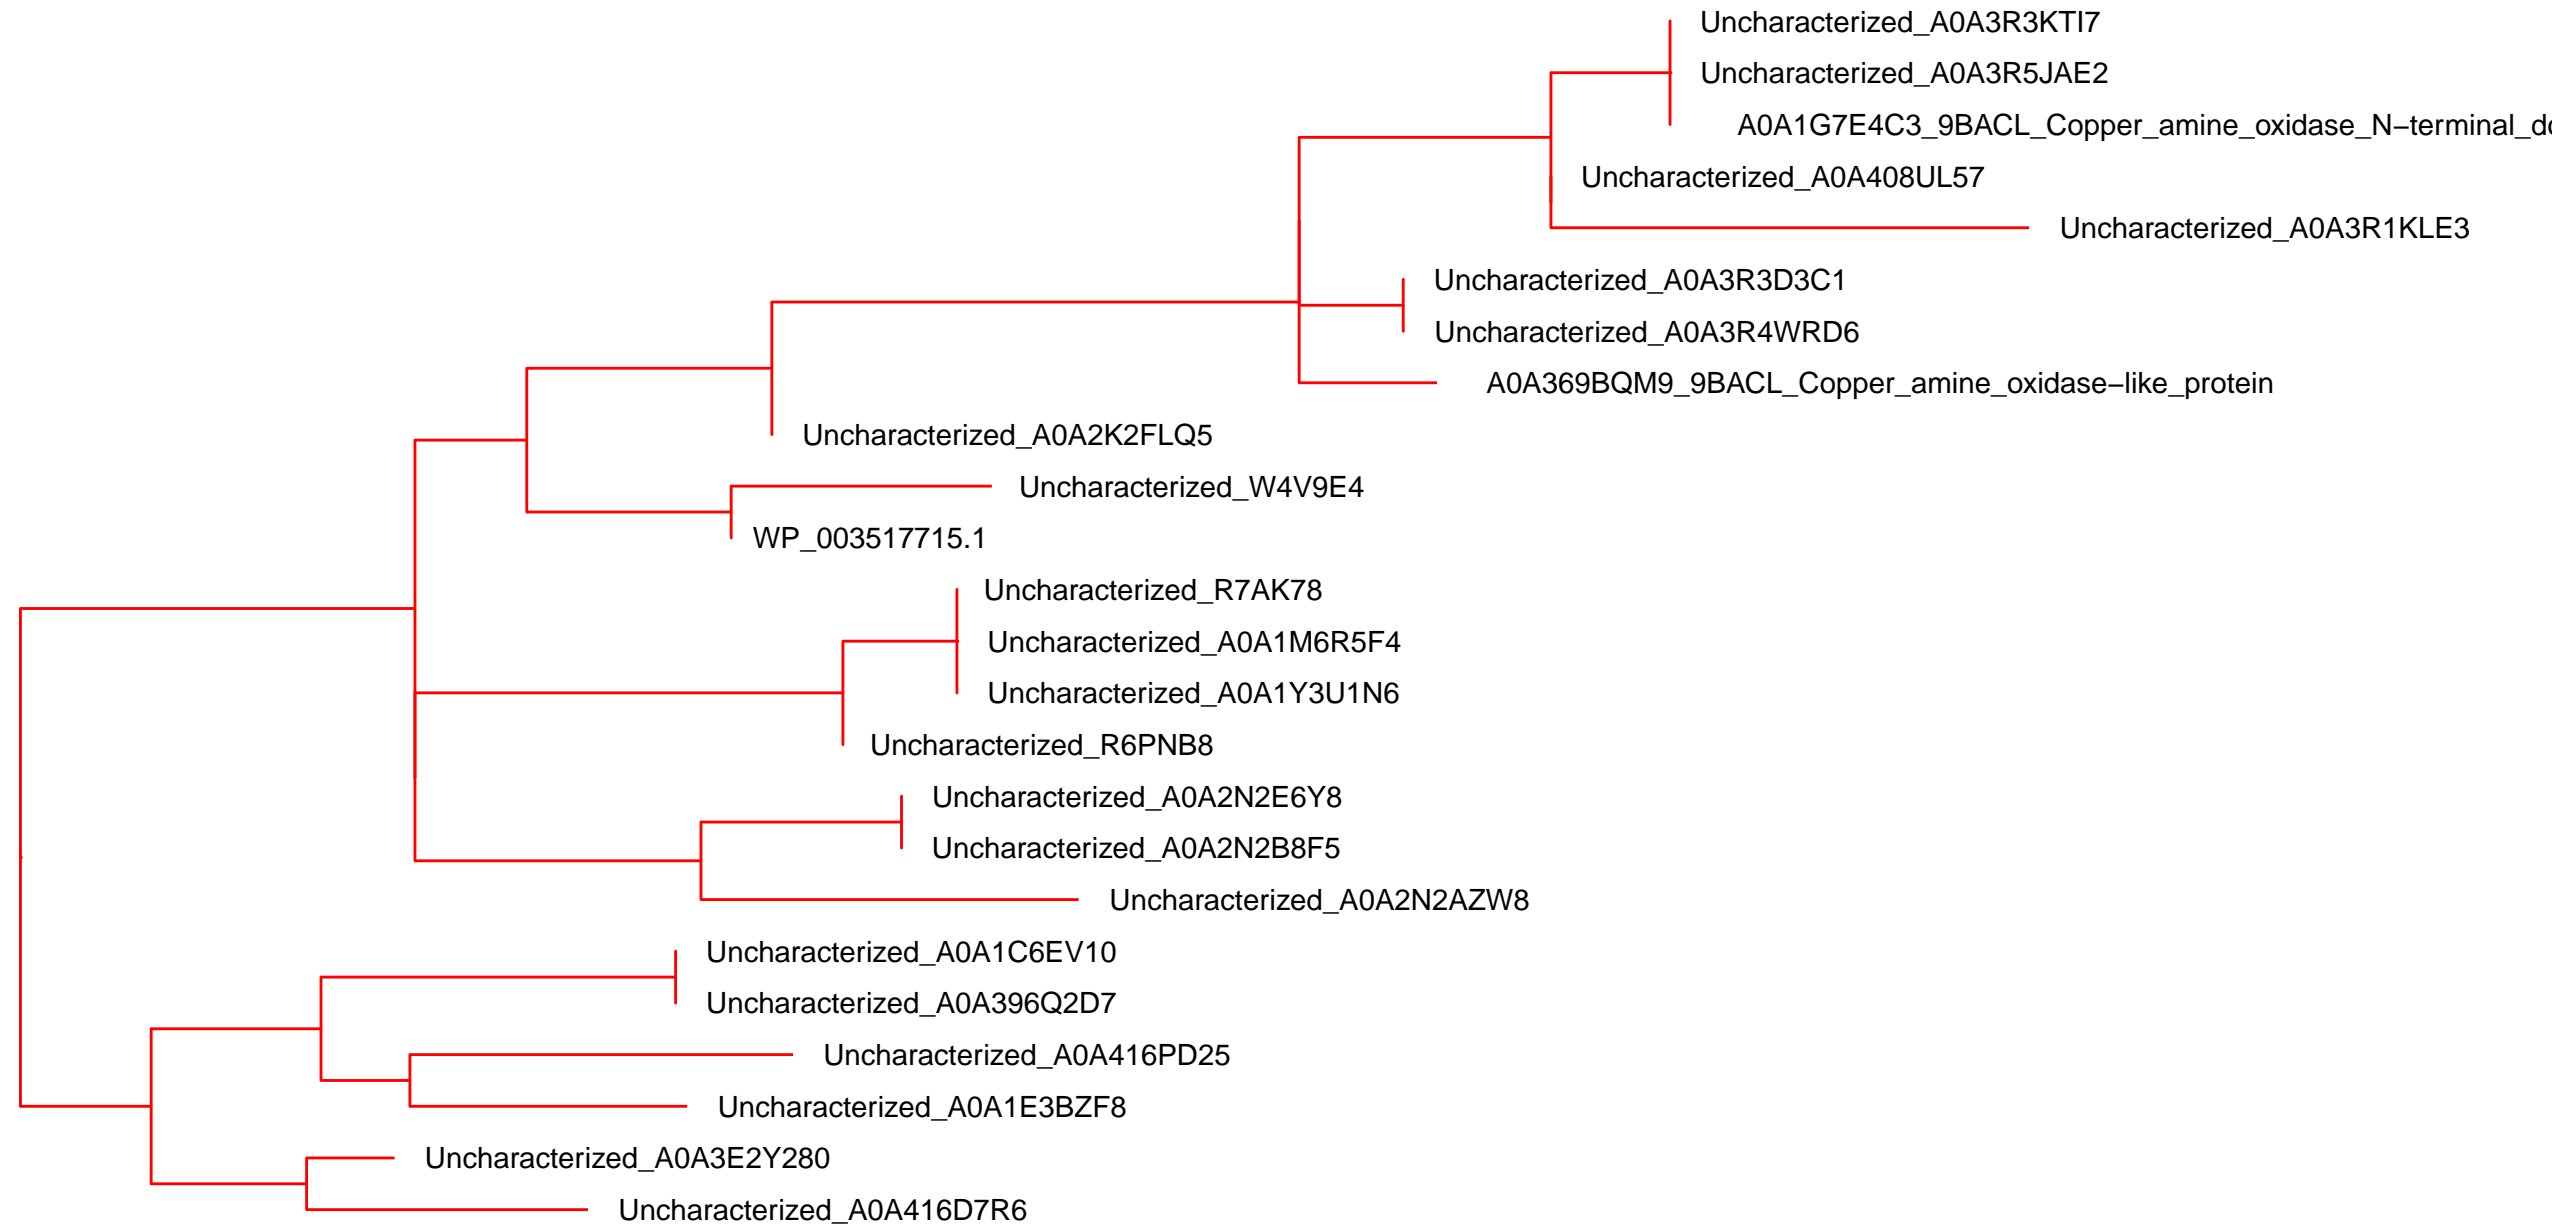 Uncharacterized_A0A3R3KTI7
Uncharacterized_A0A3R5JAE2
A0A1G7E4C3_9BACL_Copper_amine_oxidase_N−terminal_do
Uncharacterized_A0A408UL57
Uncharacterized_A0A3R1KLE3
Uncharacterized_A0A3R3D3C1
Uncharacterized_A0A3R4WRD6
A0A369BQM9_9BACL_Copper_amine_oxidase−like_protein
Uncharacterized_A0A2K2FLQ5
Uncharacterized_W4V9E4
WP_003517715.1
Uncharacterized_R7AK78
Uncharacterized_A0A1M6R5F4
Uncharacterized_A0A1Y3U1N6
Uncharacterized_R6PNB8
Uncharacterized_A0A2N2E6Y8
Uncharacterized_A0A2N2B8F5
Uncharacterized_A0A2N2AZW8
Uncharacterized_A0A1C6EV10
Uncharacterized_A0A396Q2D7
Uncharacterized_A0A416PD25
Uncharacterized_A0A1E3BZF8
Uncharacterized_A0A3E2Y280
Uncharacterized_A0A416D7R6